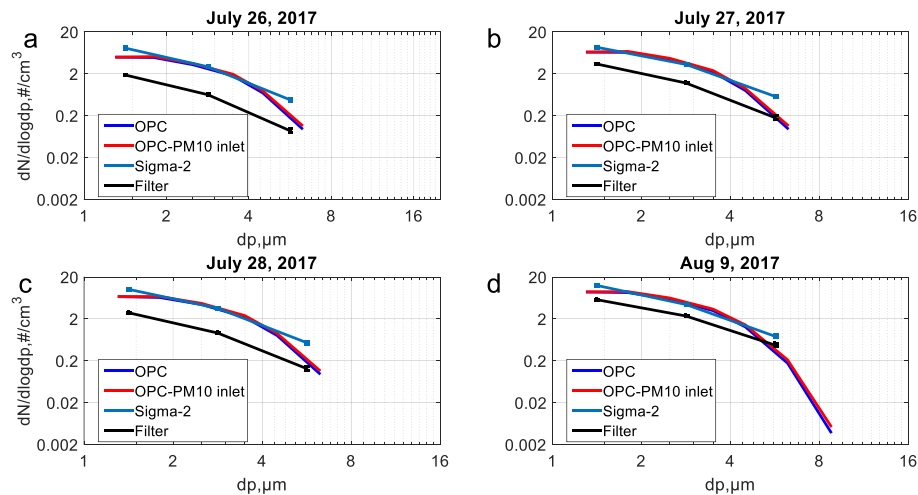 July 26, 2017
a
dN/dlogdp,#/cm³
20
2
0.2
0.02
0.002
OPC
OPC-PM10 inlet
Sigma-2
Filter
1
2
4
8
16
dp,µm
July 27, 2017
b
20
2
0.2
0.02
0.002
OPC
OPC-PM10 inlet
Sigma-2
Filter
1
2
4
8
16
dp,µm
July 28, 2017
c
dN/dlogdp,#/cm³
20
2
0.2
0.02
0.002
OPC
OPC-PM10 inlet
Sigma-2
Filter
1
2
4
8
16
dp,µm
Aug 9, 2017
d
20
2
0.2
0.02
0.002
OPC
OPC-PM10 inlet
Sigma-2
Filter
1
2
4
8
16
dp,µm